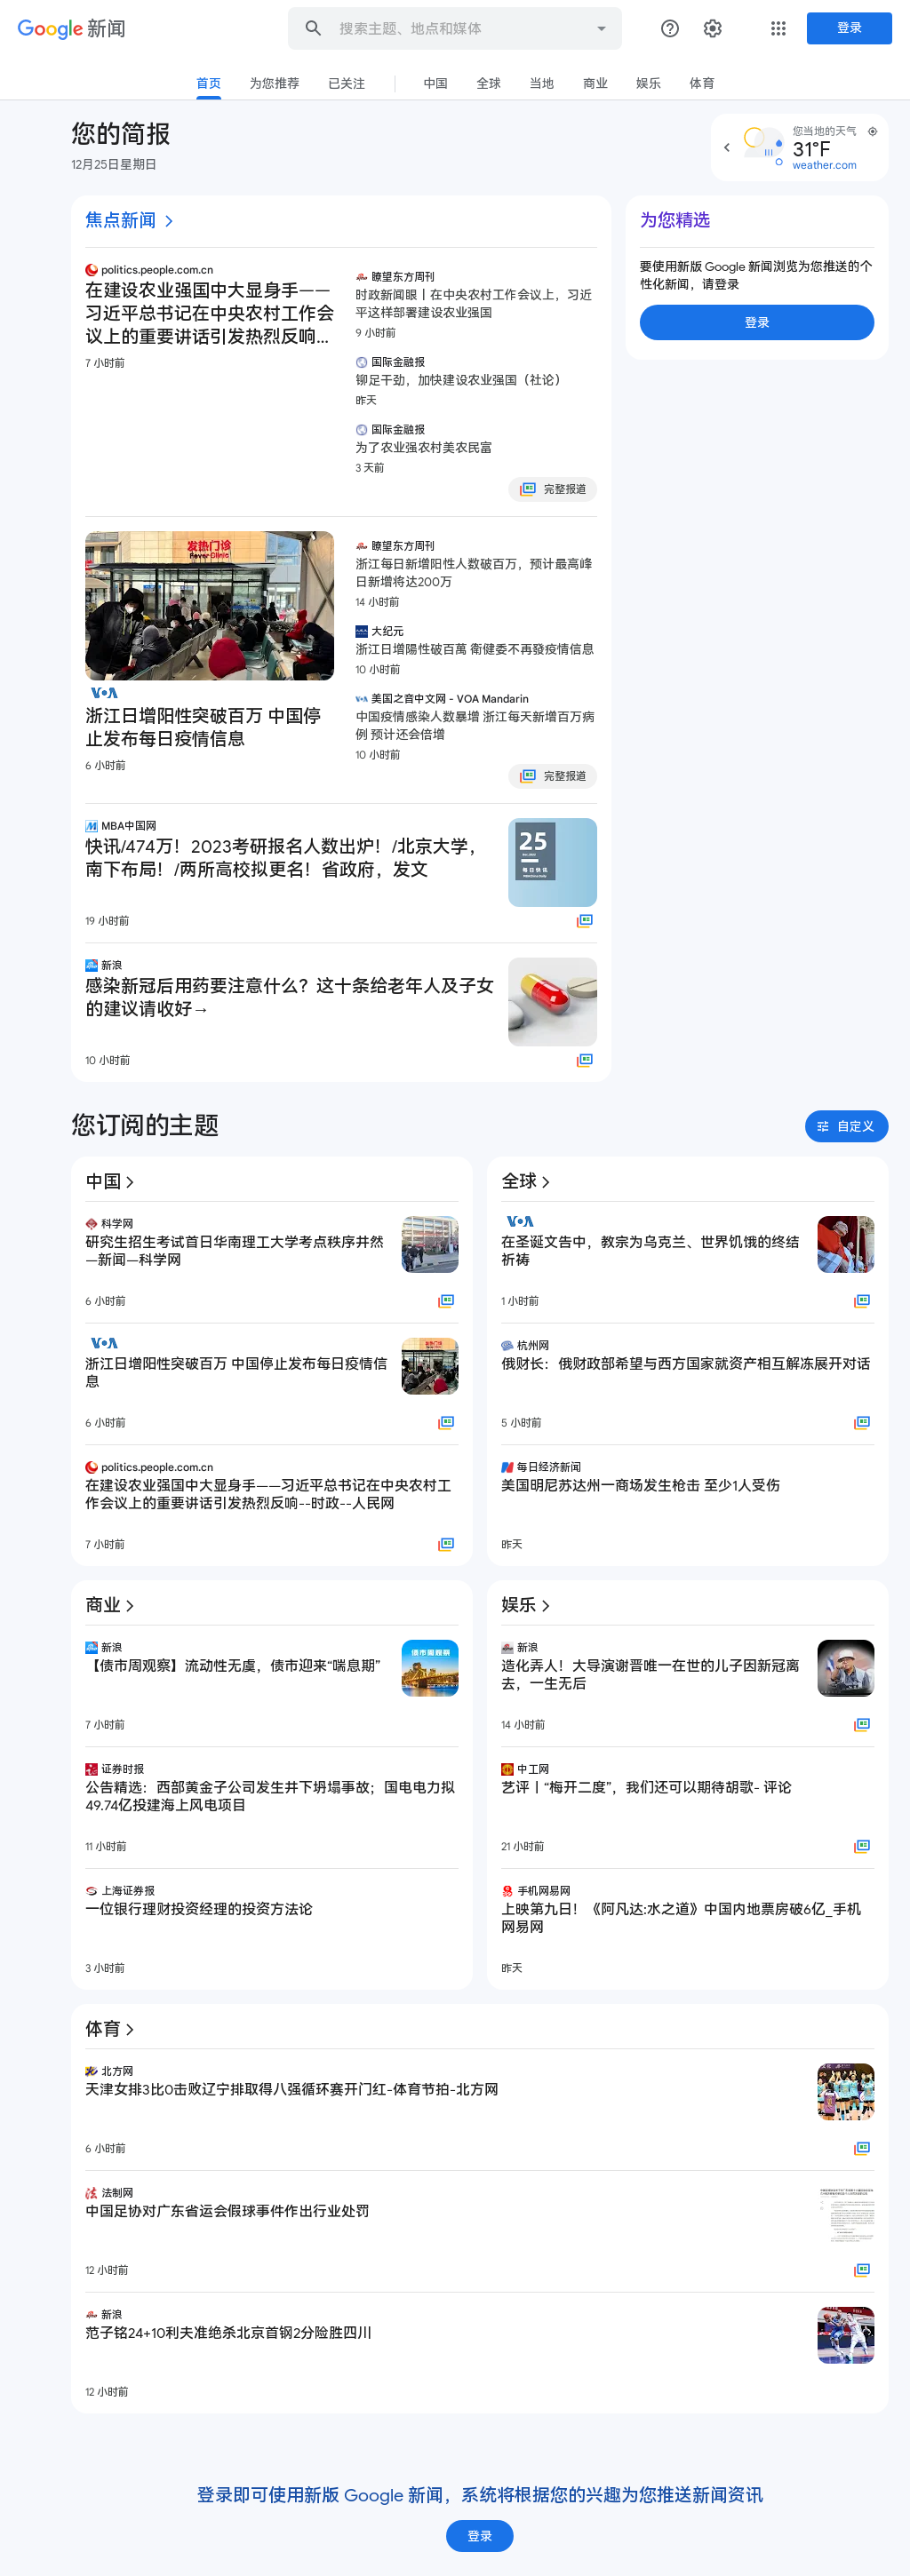 Google 新闻
搜索主题、地点和媒体
登录
首页 为您推荐 已关注 中国 全球 当地 商业 娱乐 体育
您的简报
12月25日星期日
您当地的天气
31°F
weather.com
焦点新闻
politics.people.com.cn
在建设农业强国中大显身手——
习近平总书记在中央农村工作会
议上的重要讲话引发热烈反响...
7 小时前
瞭望东方周刊
时政新闻眼丨在中央农村工作会议上，习近
平这样部署建设农业强国
9 小时前
国际金融报
铆足干劲，加快建设农业强国（社论）
昨天
国际金融报
为了农业强农村美农民富
3 天前
完整报道
为您精选
要使用新版 Google 新闻浏览为您推送的个
性化新闻，请登录
登录
发热门诊
Fever Clinic
VOA
浙江日增阳性突破百万 中国停
止发布每日疫情信息
6 小时前
瞭望东方周刊
浙江每日新增阳性人数破百万，预计最高峰
日新增将达200万
14 小时前
大纪元
浙江日增陽性破百萬 衛健委不再發疫情信息
10 小时前
美国之音中文网 - VOA Mandarin
中国疫情感染人数暴增 浙江每天新增百万病
例 预计还会倍增
10 小时前
完整报道
MBA中国网
快讯/474万！2023考研报名人数出炉！/北京大学，
南下布局！/两所高校拟更名！省政府，发文
19 小时前
25
每日快讯
新浪
感染新冠后用药要注意什么？这十条给老年人及子女
的建议请收好→
10 小时前
您订阅的主题
自定义
中国
科学网
研究生招生考试首日华南理工大学考点秩序井然
—新闻—科学网
6 小时前
VOA
浙江日增阳性突破百万 中国停止发布每日疫情信
息
6 小时前
politics.people.com.cn
在建设农业强国中大显身手——习近平总书记在中央农村工
作会议上的重要讲话引发热烈反响--时政--人民网
7 小时前
全球
VOA
在圣诞文告中，教宗为乌克兰、世界饥饿的终结
祈祷
1 小时前
杭州网
俄财长：俄财政部希望与西方国家就资产相互解冻展开对话
5 小时前
每日经济新闻
美国明尼苏达州一商场发生枪击 至少1人受伤
昨天
商业
新浪
【债市周观察】流动性无虞，债市迎来“喘息期”
债市周观察
7 小时前
证券时报
公告精选：西部黄金子公司发生井下坍塌事故；国电电力拟
49.74亿投建海上风电项目
11 小时前
上海证券报
一位银行理财投资经理的投资方法论
3 小时前
娱乐
新浪
造化弄人！大导演谢晋唯一在世的儿子因新冠离
去，一生无后
14 小时前
中工网
艺评丨“梅开二度”，我们还可以期待胡歌- 评论
21 小时前
手机网易网
上映第九日！《阿凡达:水之道》中国内地票房破6亿_手机
网易网
昨天
体育
北方网
天津女排3比0击败辽宁排取得八强循环赛开门红-体育节拍-北方网
6 小时前
法制网
中国足协对广东省运会假球事件作出行业处罚
12 小时前
新浪
范子铭24+10利夫准绝杀北京首钢2分险胜四川
12 小时前
登录即可使用新版 Google 新闻，系统将根据您的兴趣为您推送新闻资讯
登录